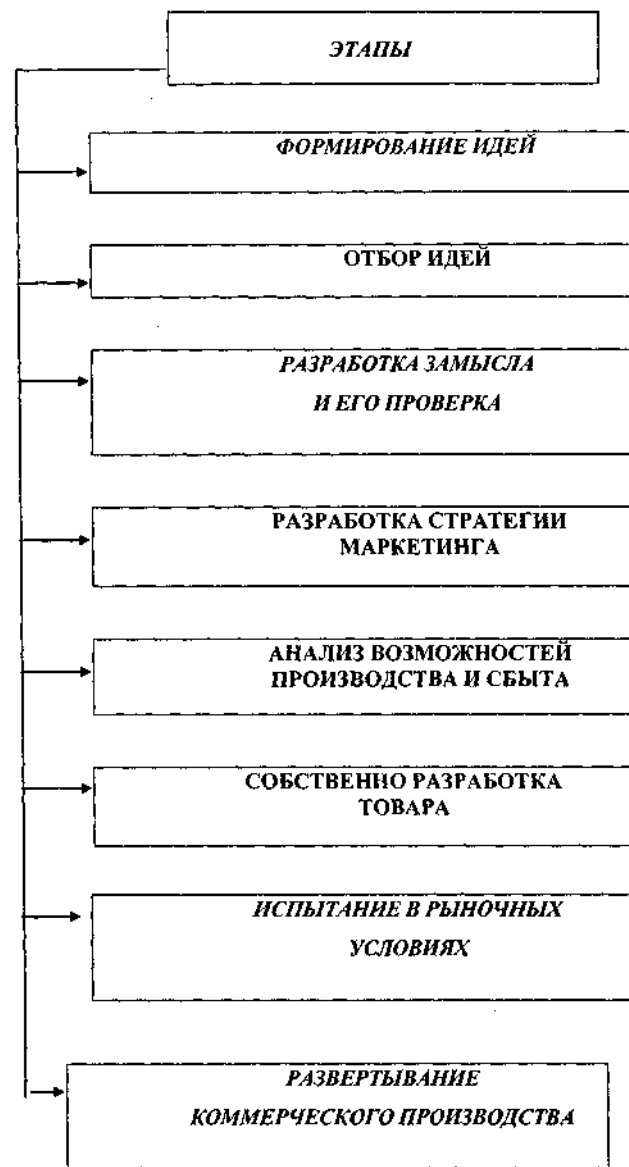 ЭТАПЫ
ФОРМИРОВАНИЕ ИДЕЙ
ОТБОР ИДЕЙ
РАЗРАБОТКА ЗАМЫСЛА
И ЕГО ПРОВЕРКА
РАЗРАБОТКА СТРАТЕГИИ
МАРКЕТИНГА
АНАЛИЗ ВОЗМОЖНОСТЕЙ
ПРОИЗВОДСТВА И СБЫТА
СОБСТВЕННО РАЗРАБОТКА
ТОВАРА
ИСПЫТАНИЕ В РЫНОЧНЫХ
УСЛОВИЯХ
РАЗВЕРТЫВАНИЕ
КОММЕРЧЕСКОГО ПРОИЗВОДСТВА